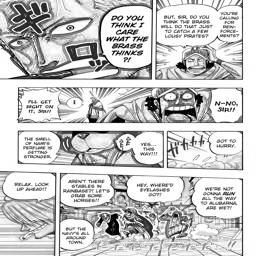 YOU'RE
CALLING
FOR
REIN-
FORCE-
MENTS?
BUT, SIR, DO YOU
THINK THE BRASS
WILL DO THAT JUST
TO CATCH A FEW
LOUSY PIRATES?
DO YOU
THINK I
CARE
WHAT THE
BRASS
THINKS
?!
N-NO,
SIR!!
I'LL GET
RIGHT ON
IT, SIR!!
GOT TO
HURRY.
YES...
THIS
WAY!!!
THE SMELL
OF NAMI'S
PERFUME IS
GETTING
STRONGER.
WE'RE NOT
GONNA RUN
ALL THE WAY
TO ALUBARNA,
ARE WE?!
HEY, WHERE'D
EYELASHES
GO?!
AREN'T THERE
STABLES IN
RAINBASE? LET'S
GRAB SOME
HORSES!!
BUT THE
NAVY'S ALL
AROUND
TOWN.
RELAX. LOOK
UP AHEAD!!